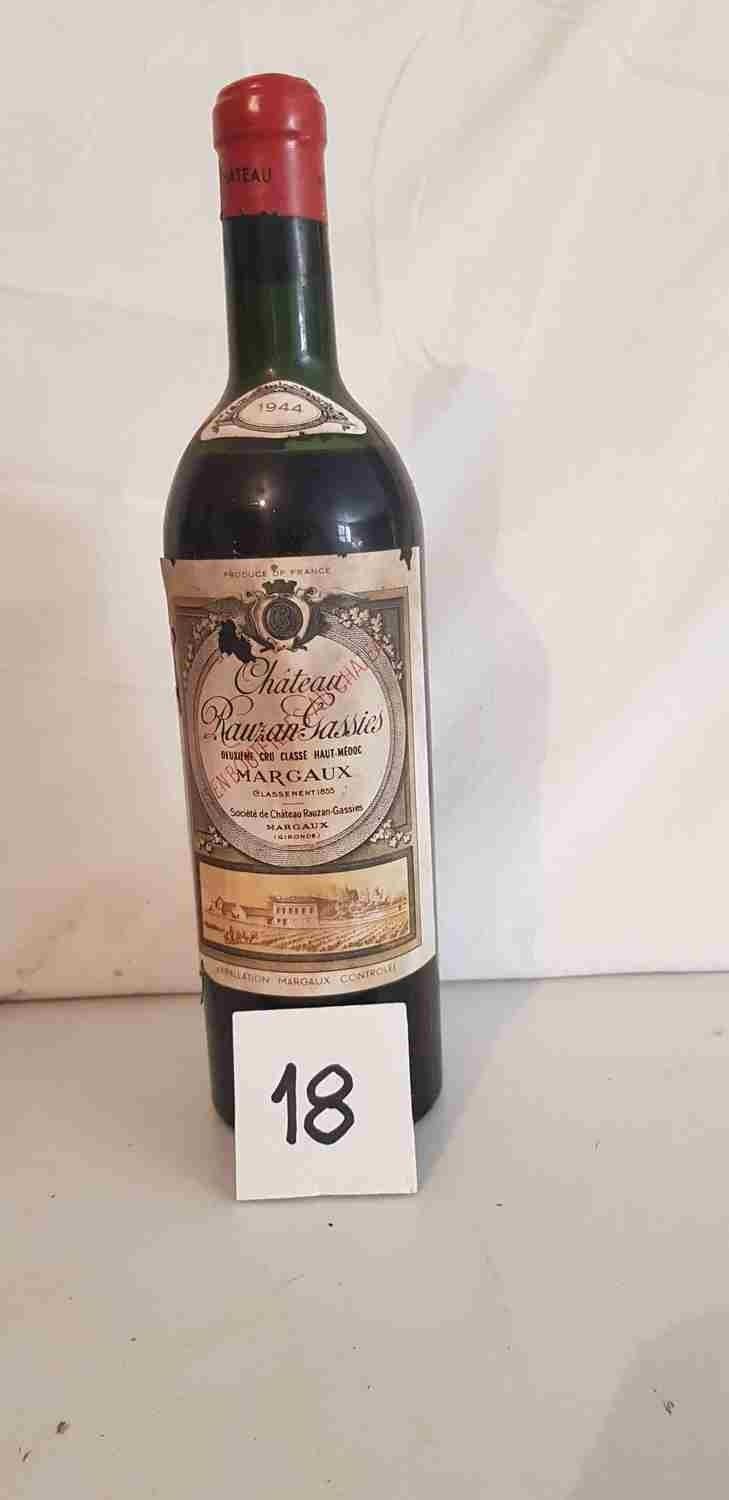 CHATEAU
1944
PRODUCE OF FRANCE
Château
Rauzan-Gassies
DEUXIÈME CRU CLASSÉ HAUT-MÉDOC
MARGAUX
CLASSEMENT 1855
Société de Château Rauzan-Gassies
MARGAUX
(GIRONDE)
APPELLATION MARGAUX CONTROLÉE
18